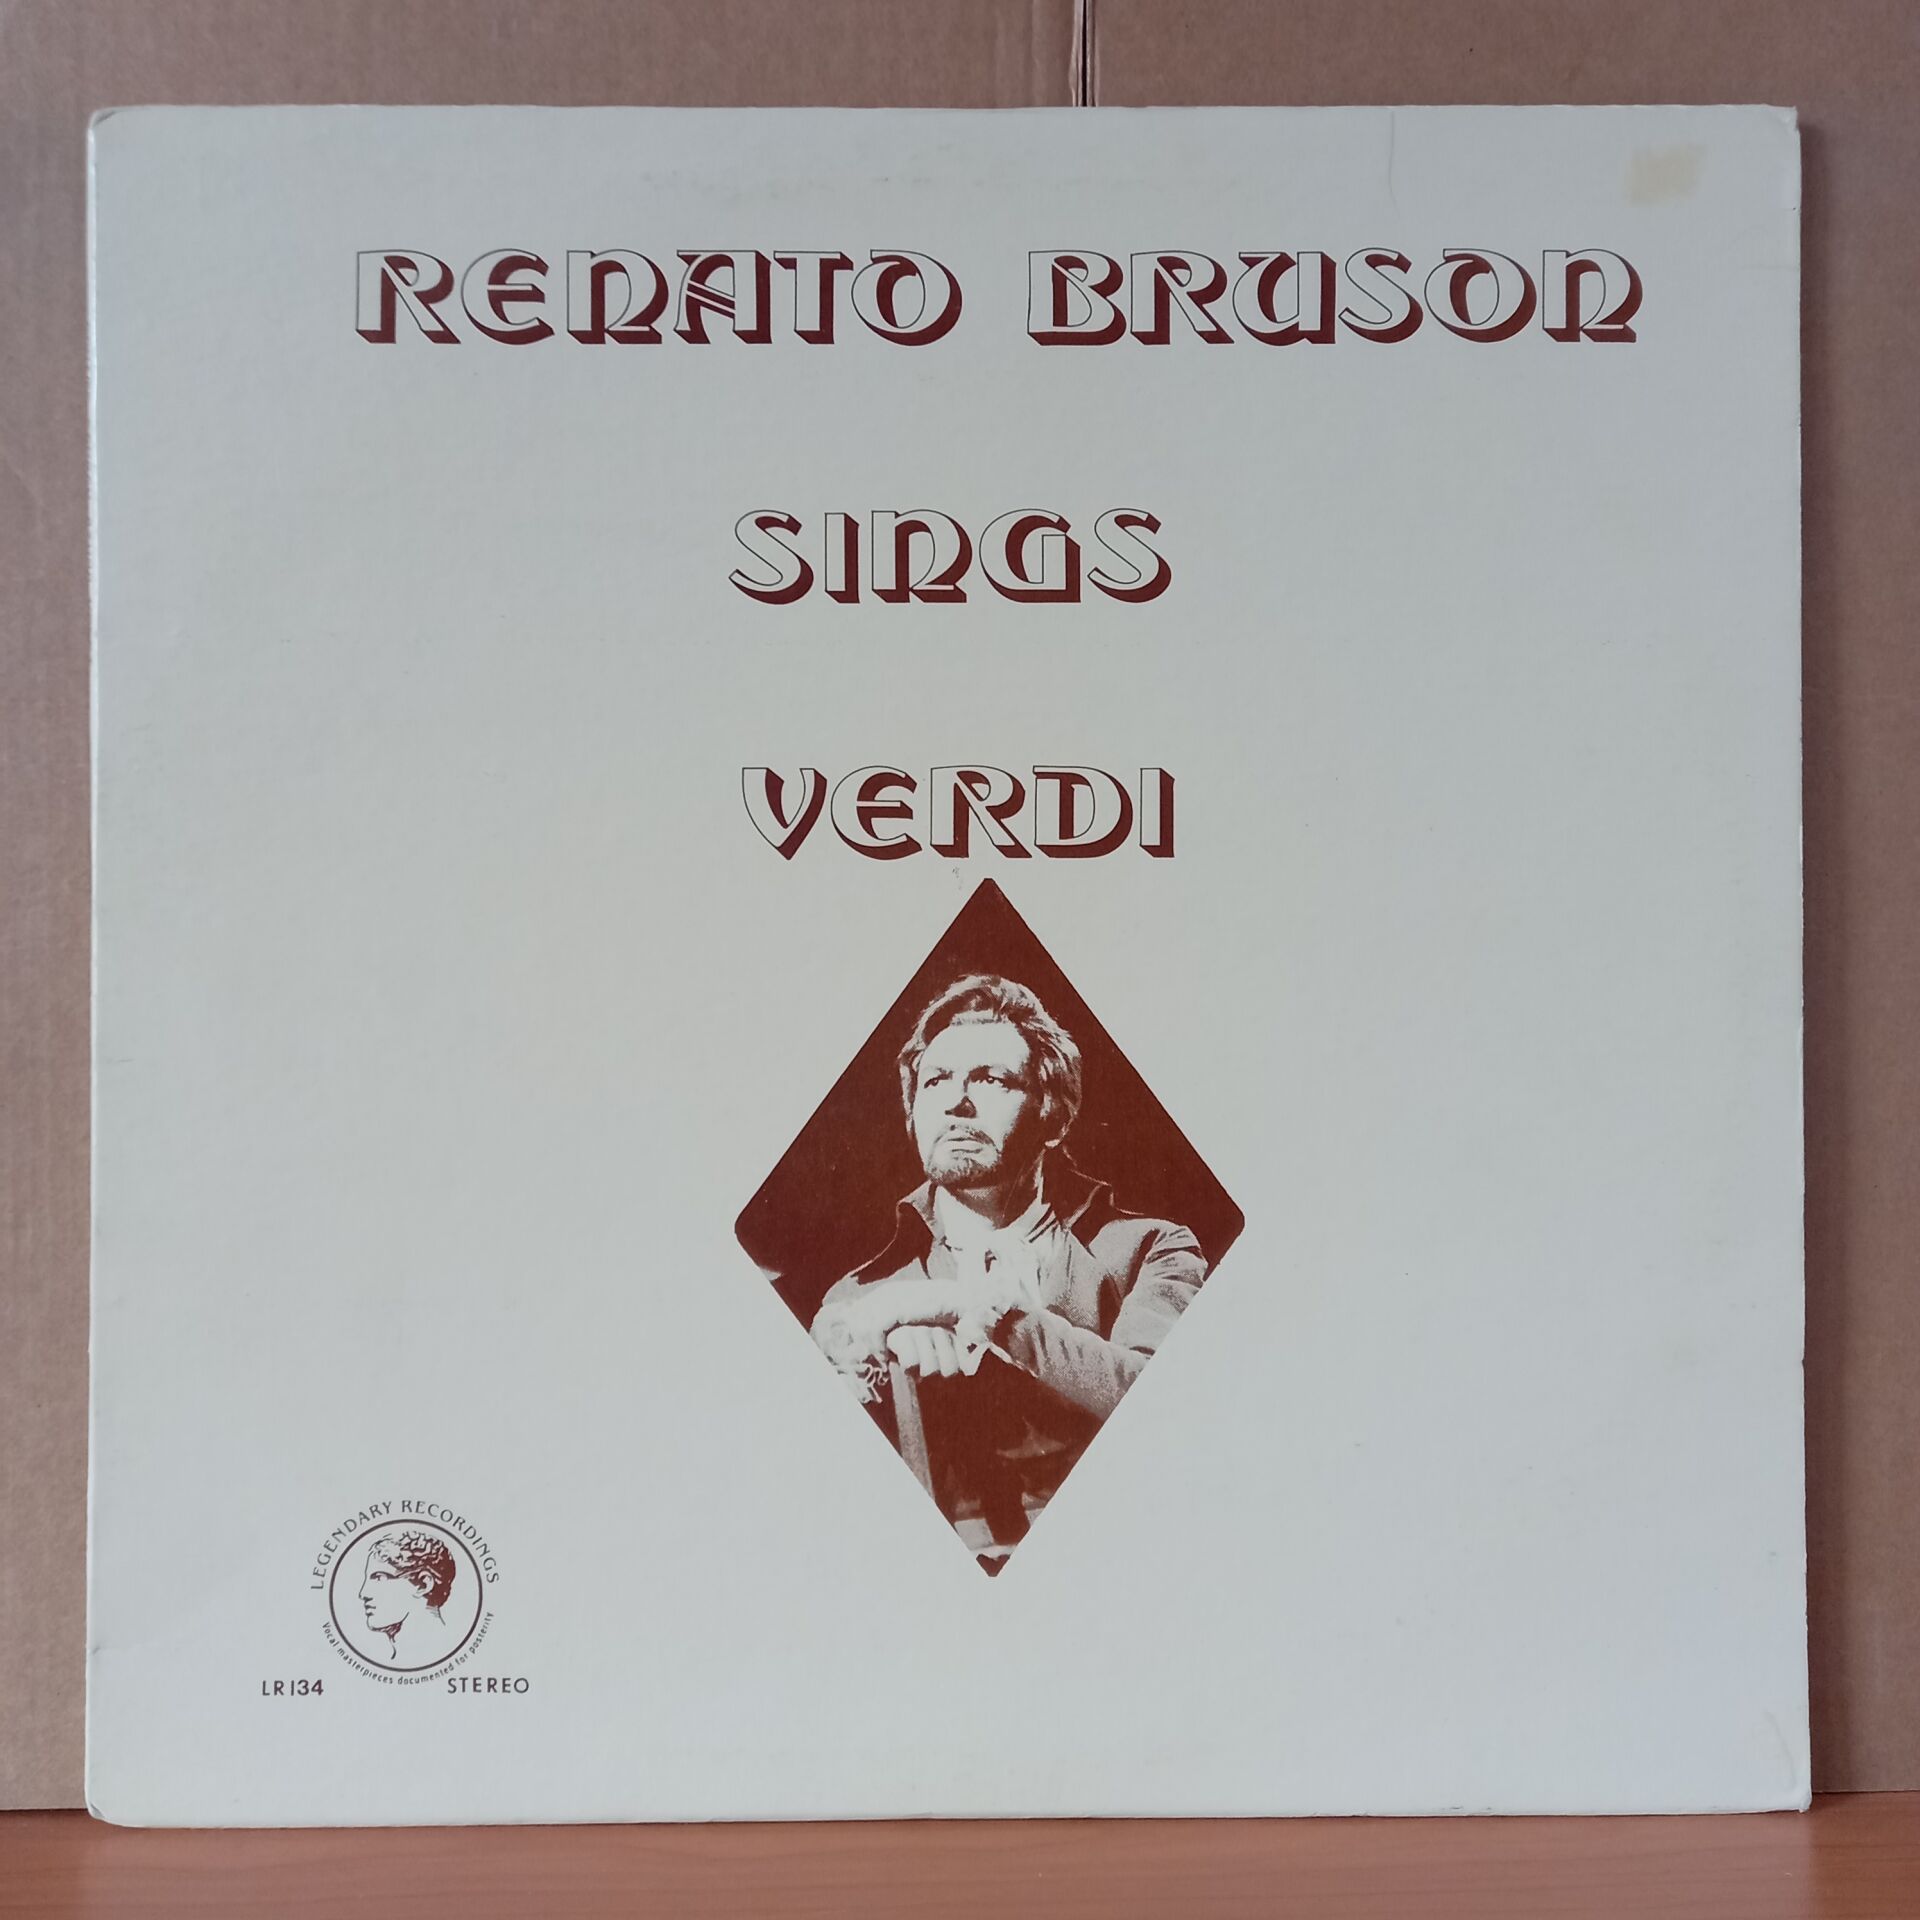 RENATO BRUSON
SINGS
VERDI
LEGENDARY RECORDINGS
Vocal masterpieces documented for posterity
LR134 STEREO